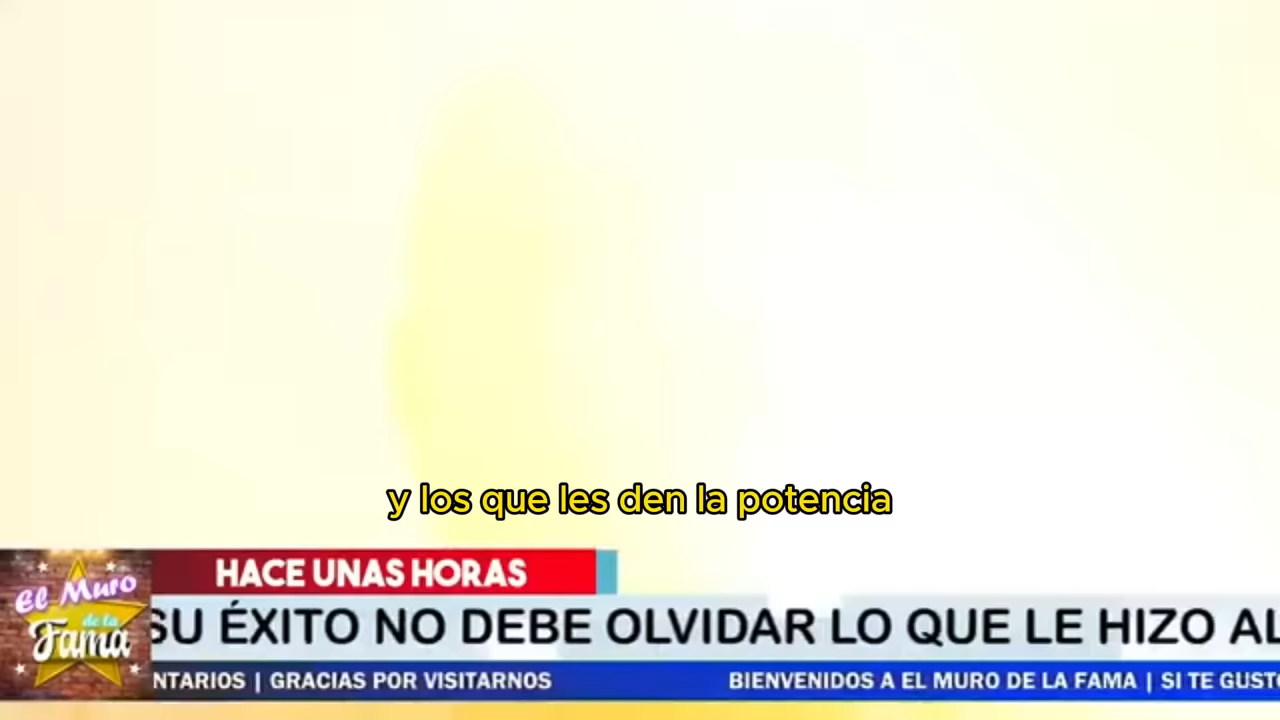 y los que les den la potencia
HACE UNAS HORAS
El Muro
de la
Fama
SU ÉXITO NO DEBE OLVIDAR LO QUE LE HIZO AL
NTARIOS | GRACIAS POR VISITARNOS BIENVENIDOS A EL MURO DE LA FAMA | SI TE GUSTO